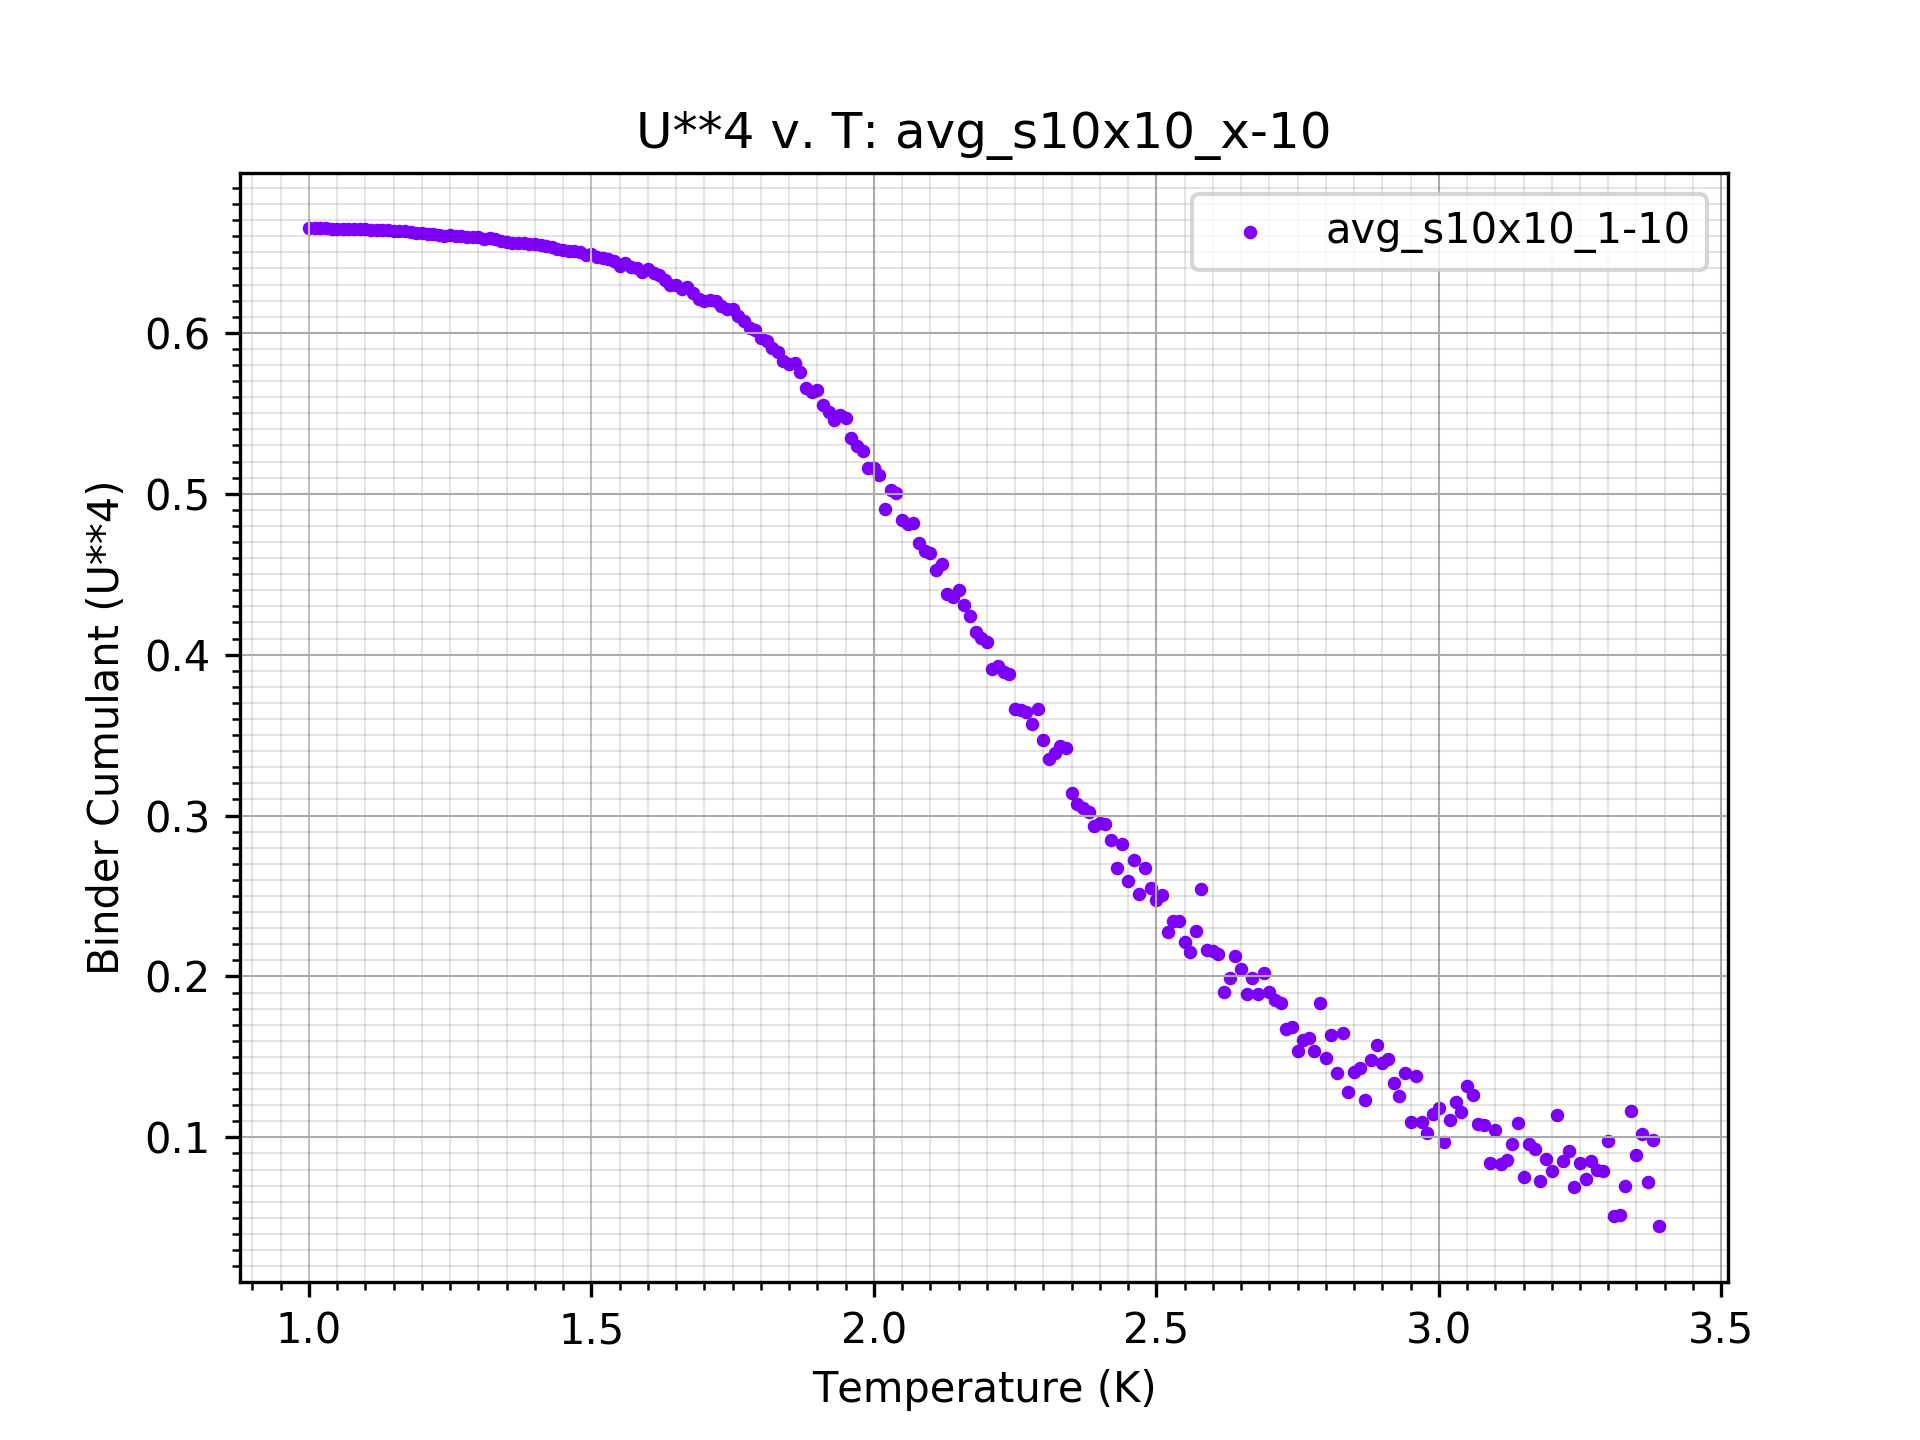 U**4 v. T: avg_s10x10_x-10
avg_s10x10_1-10
Binder Cumulant (U**4)
0.6
0.5
0.4
0.3
0.2
0.1
1.0 1.5 2.0 2.5 3.0 3.5
Temperature (K)